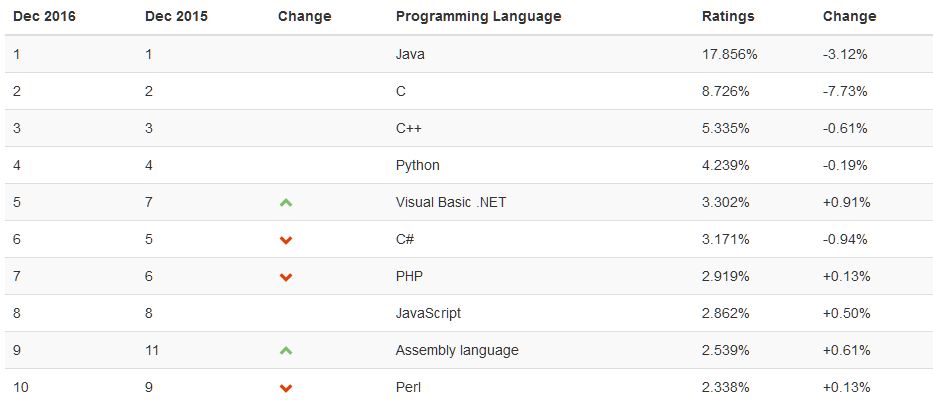 Dec 2016 Dec 2015 Change Programming Language Ratings Change
1 1 Java 17.856% -3.12%
2 2 C 8.726% -7.73%
3 3 C++ 5.335% -0.61%
4 4 Python 4.239% -0.19%
5 7 Visual Basic .NET 3.302% +0.91%
6 5 C# 3.171% -0.94%
7 6 PHP 2.919% +0.13%
8 8 JavaScript 2.862% +0.50%
9 11 Assembly language 2.539% +0.61%
10 9 Perl 2.338% +0.13%